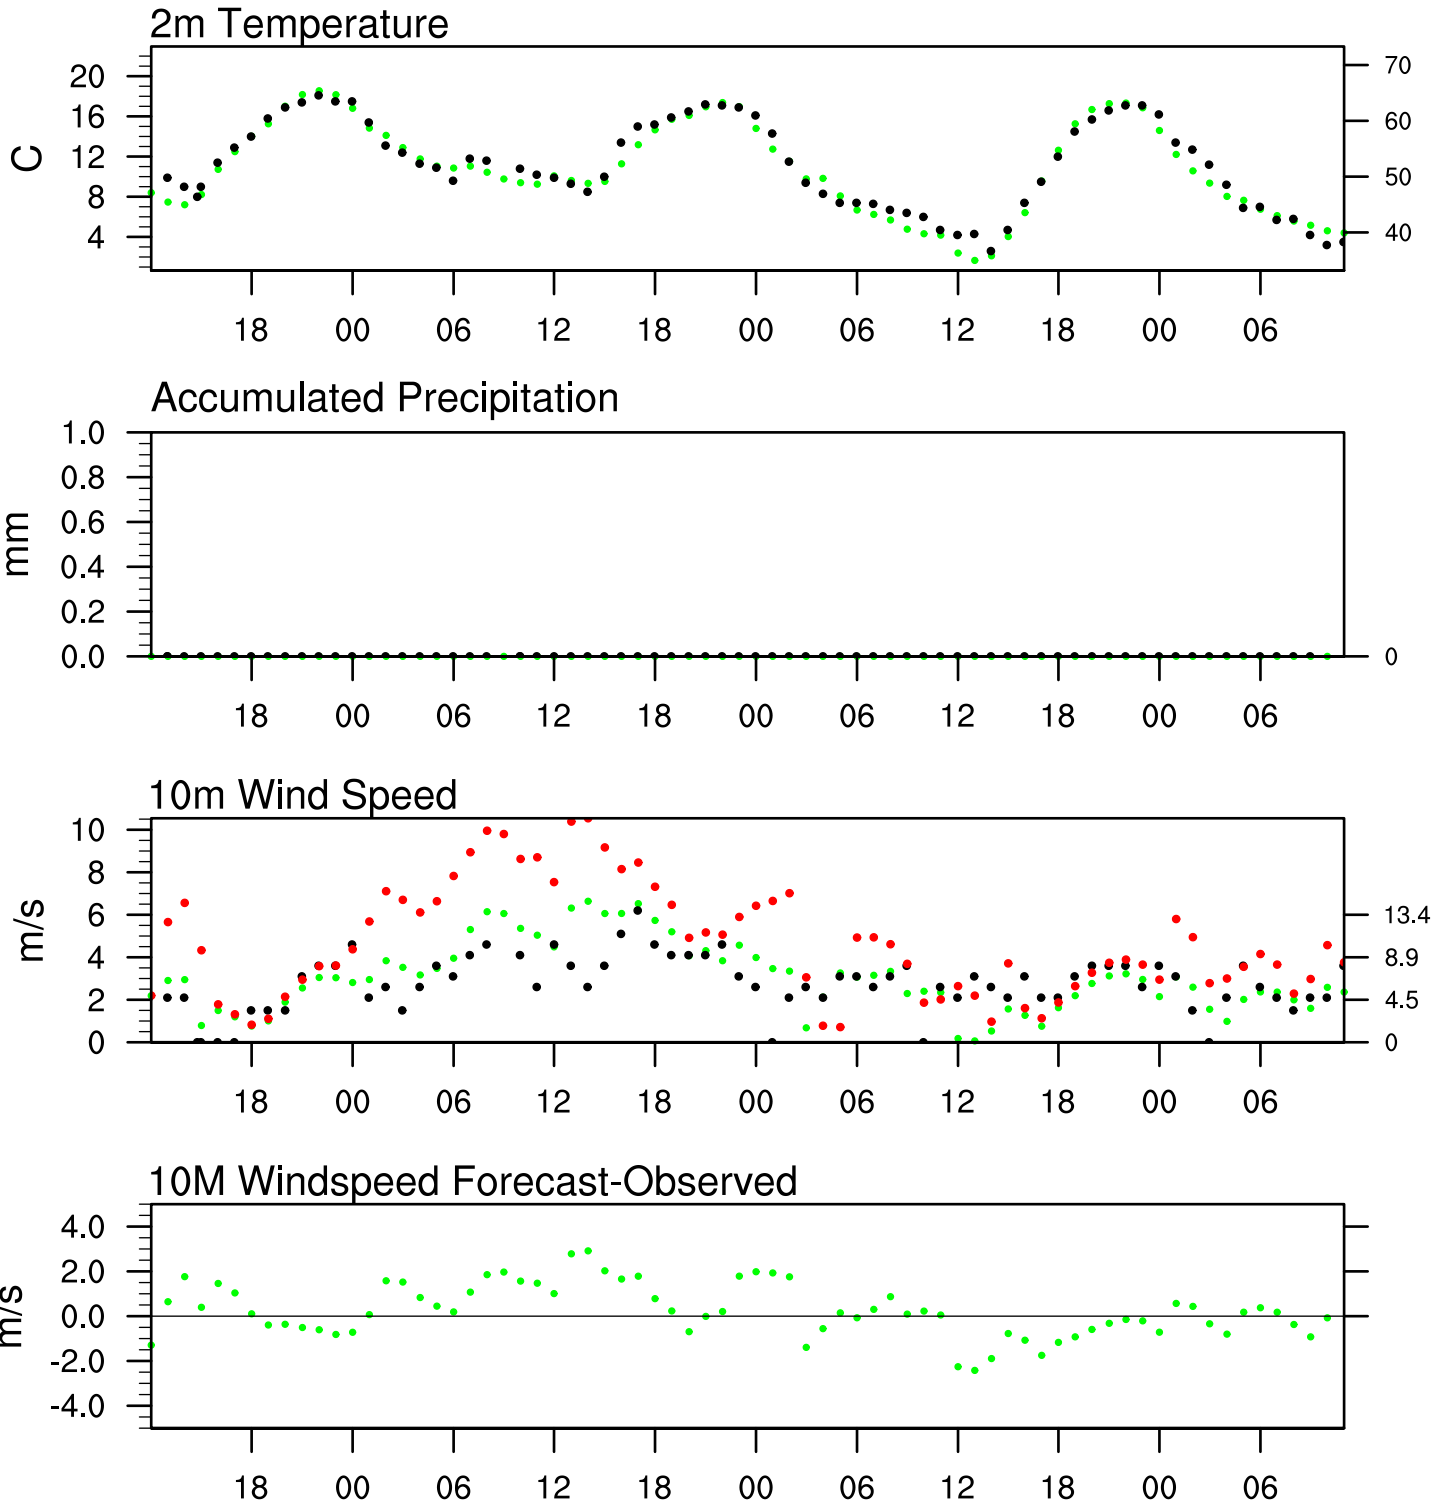 2m Temperature
20
16
12
8
4
C
70
60
50
40
18 00 06 12 18 00 06 12 18 00 06
Accumulated Precipitation
1.0
0.8
0.6
0.4
0.2
0.0
mm
0
18 00 06 12 18 00 06 12 18 00 06
10m Wind Speed
10
8
6
4
2
0
m/s
13.4
8.9
4.5
0
18 00 06 12 18 00 06 12 18 00 06
10M Windspeed Forecast-Observed
4.0
2.0
0.0
-2.0
-4.0
m/s
18 00 06 12 18 00 06 12 18 00 06